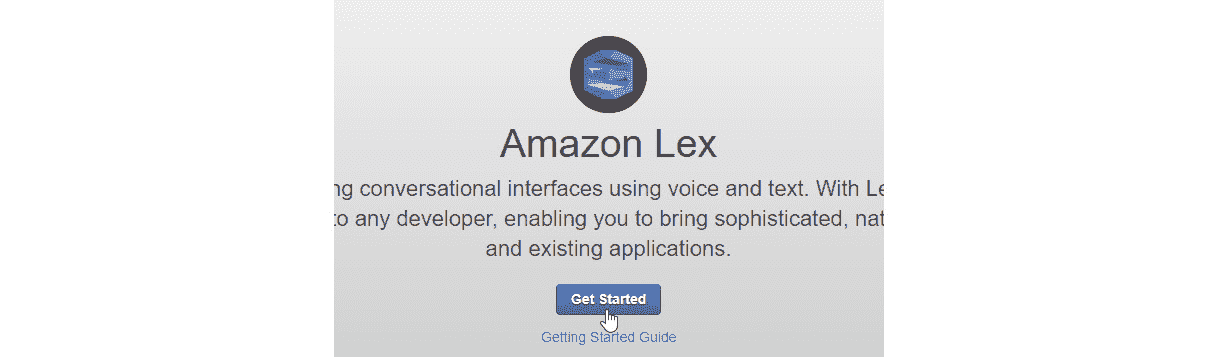 Amazon Lex
ng conversational interfaces using voice and text. With Le
to any developer, enabling you to bring sophisticated, nat
and existing applications.
Get Started
Getting Started Guide